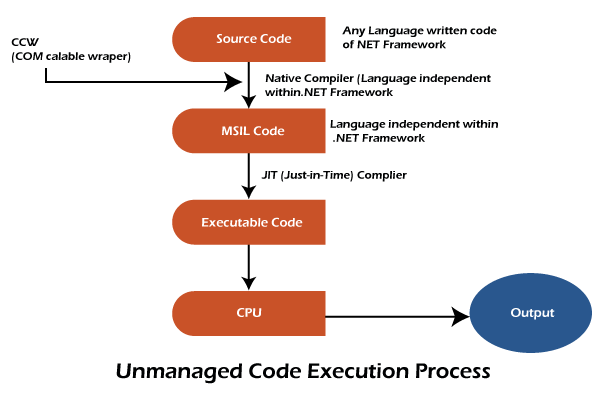 Source Code
Any Language written code
of NET Framework
CCW
(COM calable wraper)
Native Compiler (Language independent
within.NET Framework
MSIL Code
Language independent within
.NET Framework
JIT (Just-in-Time) Complier
Executable Code
CPU
Output
Unmanaged Code Execution Process